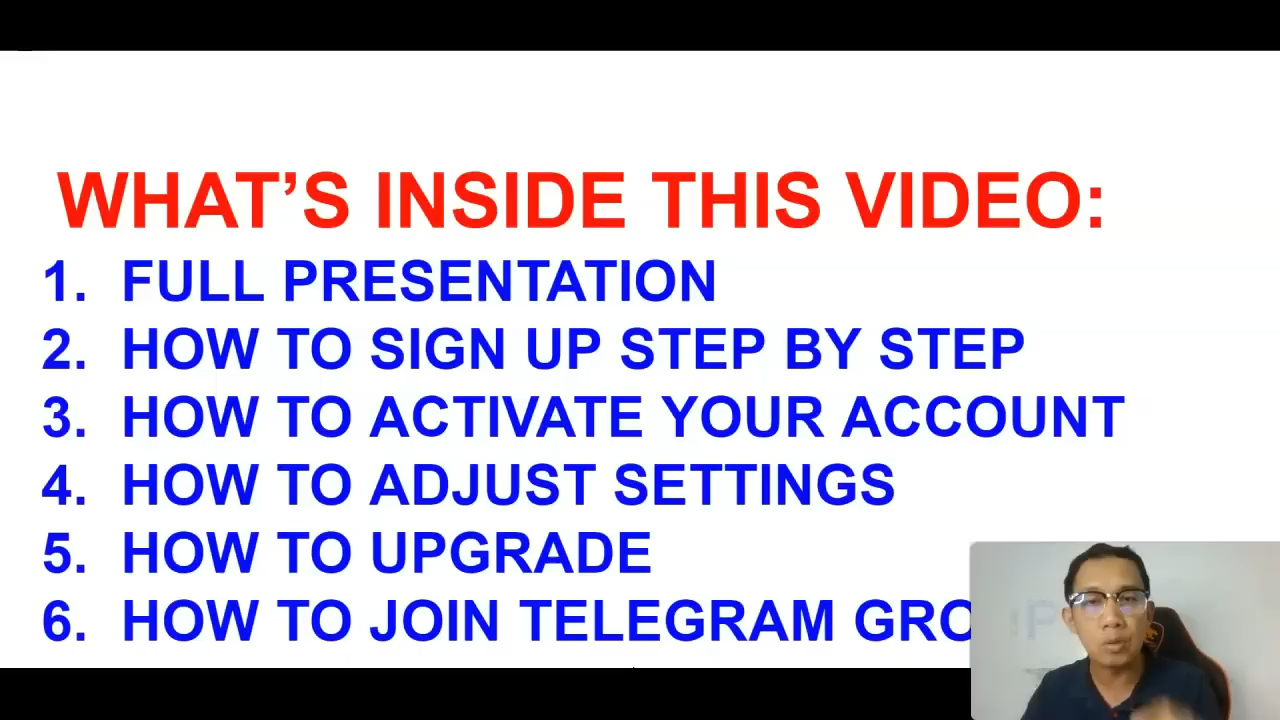 WHAT’S INSIDE THIS VIDEO:
1. FULL PRESENTATION
2. HOW TO SIGN UP STEP BY STEP
3. HOW TO ACTIVATE YOUR ACCOUNT
4. HOW TO ADJUST SETTINGS
5. HOW TO UPGRADE
6. HOW TO JOIN TELEGRAM GROUP